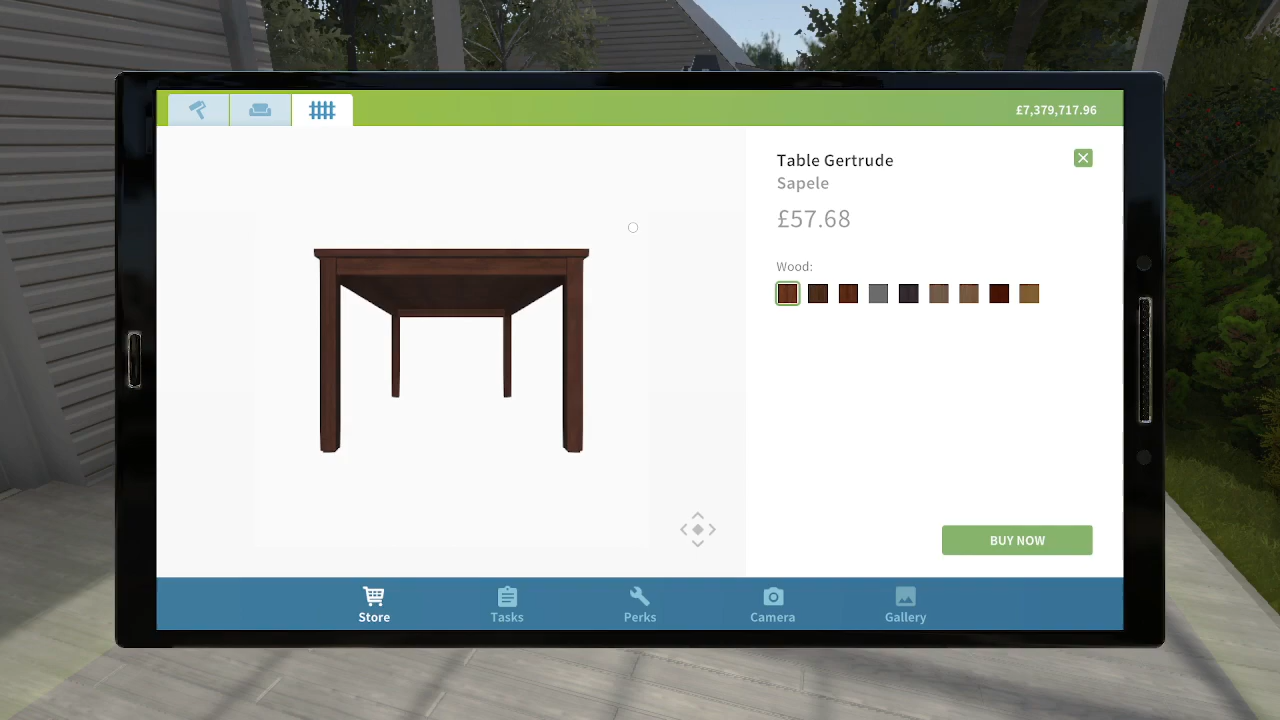 £7,379,717.96
Table Gertrude
Sapele
£57.68
Wood:
BUY NOW
Store
Tasks
Perks
Camera
Gallery